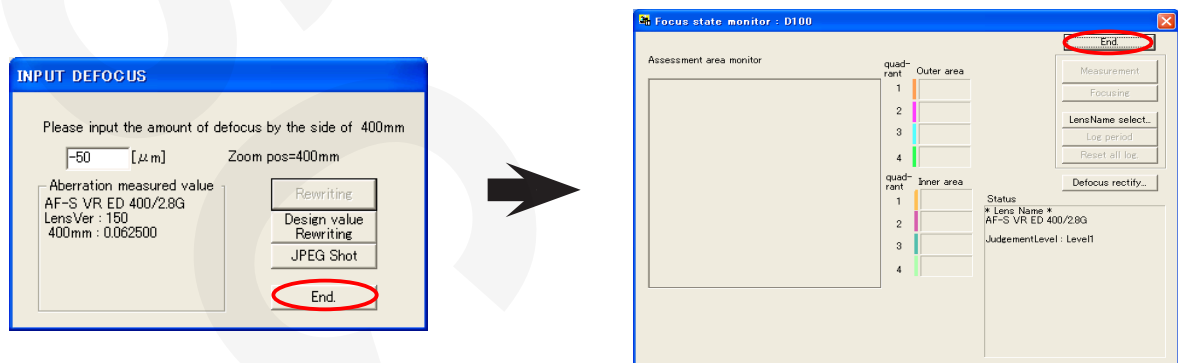 INPUT DEFOCUS
Please input the amount of defocus by the side of 400mm
-50 [μm] Zoom pos=400mm
Aberration measured value
AF-S VR ED 400/2.8G
LensVer : 150
400mm : 0.062500
Rewriting
Design value
Rewriting
JPEG Shot
End.
Focus state monitor : D100
End.
Assessment area monitor
quad-
rant Outer area
1
2
3
4
quad-
rant Inner area
1
2
3
4
Measurement
Focusing
LensName select..
Log period
Reset all log.
Defocus rectify...
Status
* Lens Name *
AF-S VR ED 400/2.8G
JudgementLevel : Level1